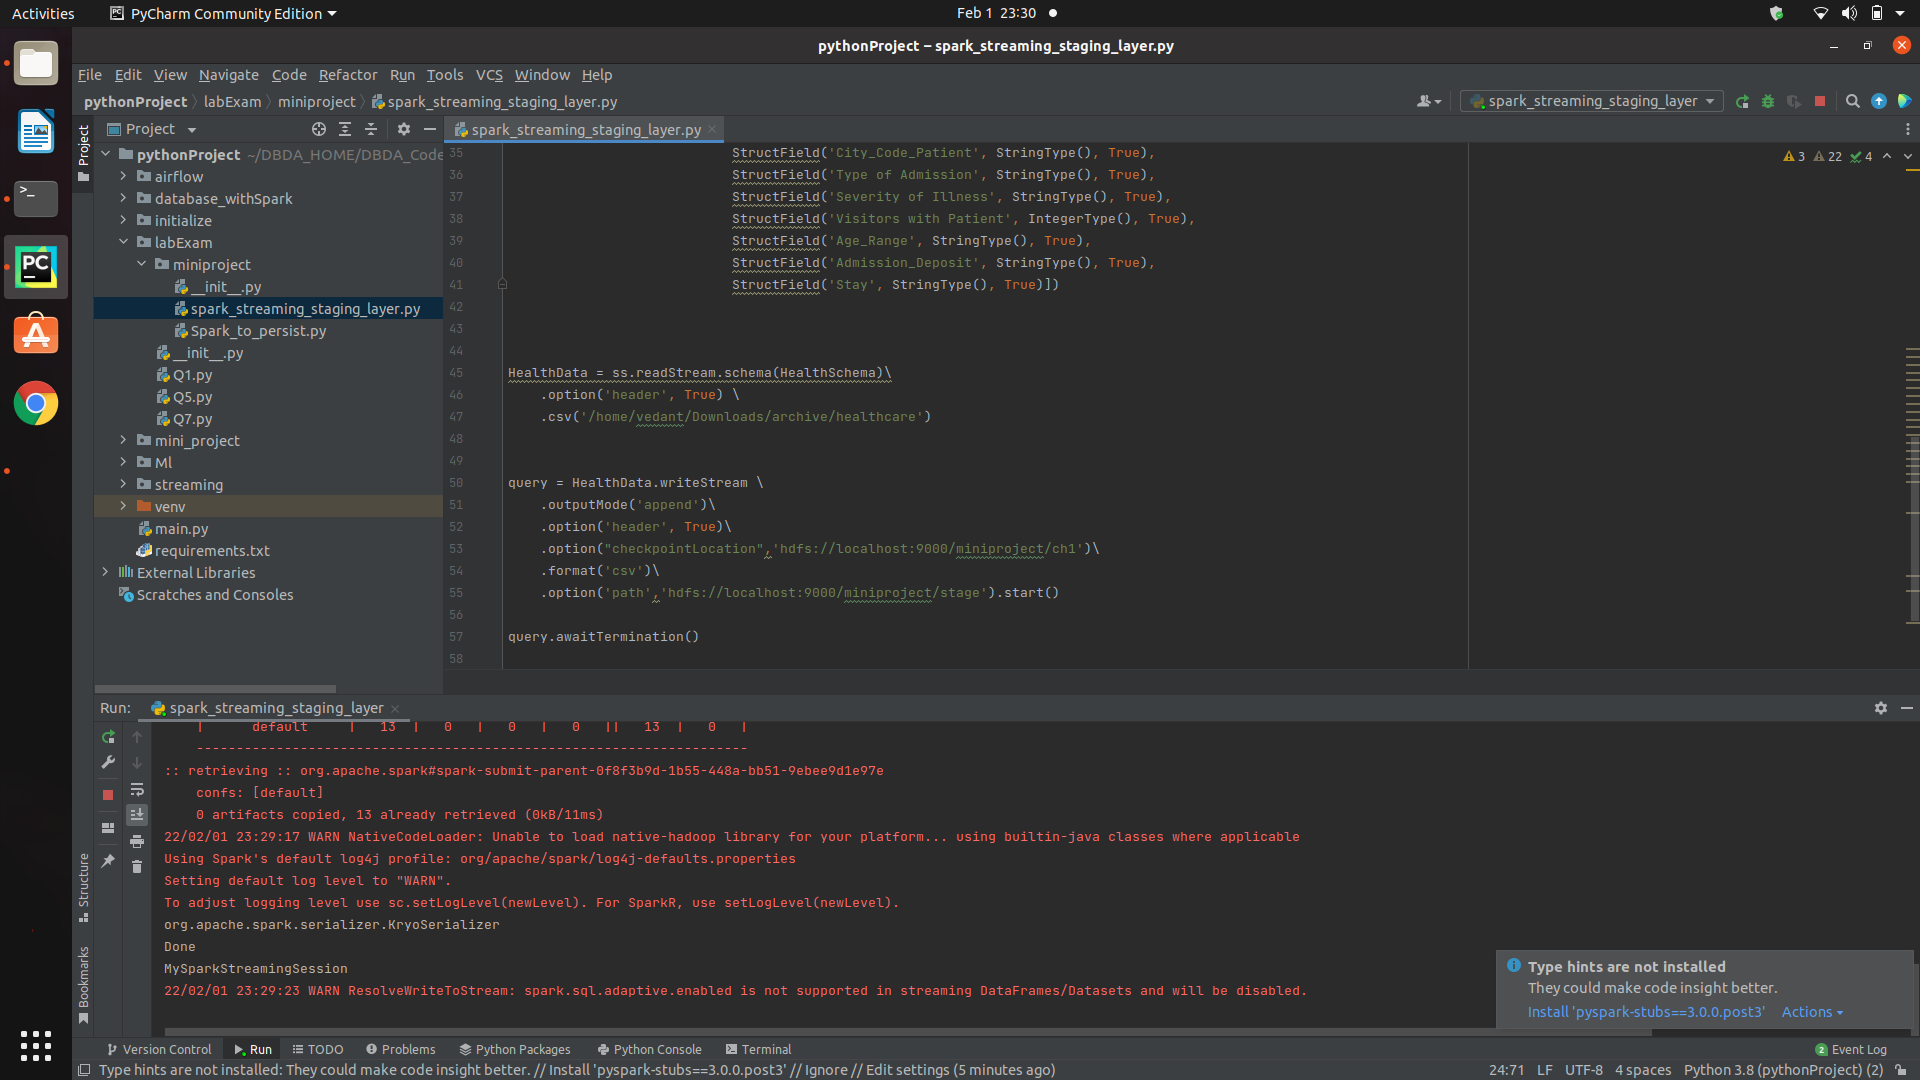 Activities
PyCharm Community Edition
Feb 1 23:30
pythonProject – spark_streaming_staging_layer.py
File Edit View Navigate Code Refactor Run Tools VCS Window Help
pythonProject labExam miniproject spark_streaming_staging_layer.py
spark_streaming_staging_layer
Project
Project
pythonProject ~/DBDA_HOME/DBDA_Code
airflow
database_withSpark
initialize
labExam
miniproject
__init__.py
spark_streaming_staging_layer.py
Spark_to_persist.py
__init__.py
Q1.py
Q5.py
Q7.py
mini_project
Ml
streaming
venv
main.py
requirements.txt
External Libraries
Scratches and Consoles
spark_streaming_staging_layer.py
3 22 4
35 StructField('City_Code_Patient', StringType(), True),
36 StructField('Type of Admission', StringType(), True),
37 StructField('Severity of Illness', StringType(), True),
38 StructField('Visitors with Patient', IntegerType(), True),
39 StructField('Age_Range', StringType(), True),
40 StructField('Admission_Deposit', StringType(), True),
41 StructField('Stay', StringType(), True)])
42
43
44
45 HealthData = ss.readStream.schema(HealthSchema)\
46 .option('header', True) \
47 .csv('/home/vedant/Downloads/archive/healthcare')
48
49
50 query = HealthData.writeStream \
51 .outputMode('append')\
52 .option('header', True)\
53 .option("checkpointLocation",'hdfs://localhost:9000/miniproject/ch1')\
54 .format('csv')\
55 .option('path','hdfs://localhost:9000/miniproject/stage').start()
56
57 query.awaitTermination()
58
Run: spark_streaming_staging_layer
| default | 13 | 0 | 0 | 0 || 13 | 0 |
---------------------------------------------------------------------
:: retrieving :: org.apache.spark#spark-submit-parent-0f8f3b9d-1b55-448a-bb51-9ebee9d1e97e
confs: [default]
0 artifacts copied, 13 already retrieved (0kB/11ms)
22/02/01 23:29:17 WARN NativeCodeLoader: Unable to load native-hadoop library for your platform... using builtin-java classes where applicable
Using Spark's default log4j profile: org/apache/spark/log4j-defaults.properties
Setting default log level to "WARN".
To adjust logging level use sc.setLogLevel(newLevel). For SparkR, use setLogLevel(newLevel).
org.apache.spark.serializer.KryoSerializer
Done
MySparkStreamingSession
22/02/01 23:29:23 WARN ResolveWriteToStream: spark.sql.adaptive.enabled is not supported in streaming DataFrames/Datasets and will be disabled.
Structure
Bookmarks
Type hints are not installed
They could make code insight better.
Install 'pyspark-stubs==3.0.0.post3' Actions
Version Control Run TODO Problems Python Packages Python Console Terminal
2 Event Log
Type hints are not installed: They could make code insight better. // Install 'pyspark-stubs==3.0.0.post3' // Ignore // Edit settings (5 minutes ago)
24:71 LF UTF-8 4 spaces Python 3.8 (pythonProject) (2)